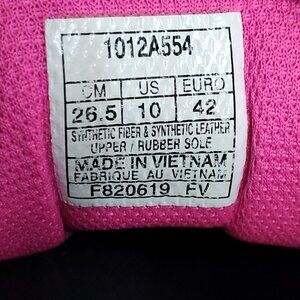 1012A554
CM US EURO
26.5 10 42
SYNTHETIC FIBER & SYNTHETIC LEATHER
UPPER / RUBBER SOLE
MADE IN VIETNAM
FABRIQUE AU VIETNAM
F820619 FV